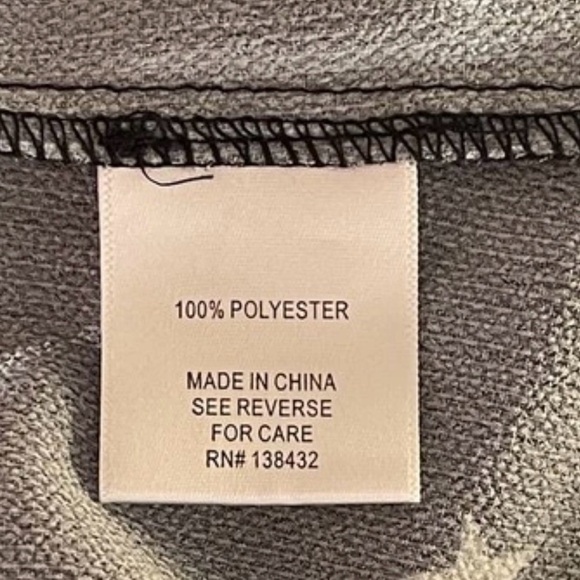 100% POLYESTER
MADE IN CHINA
SEE REVERSE
FOR CARE
RN# 138432